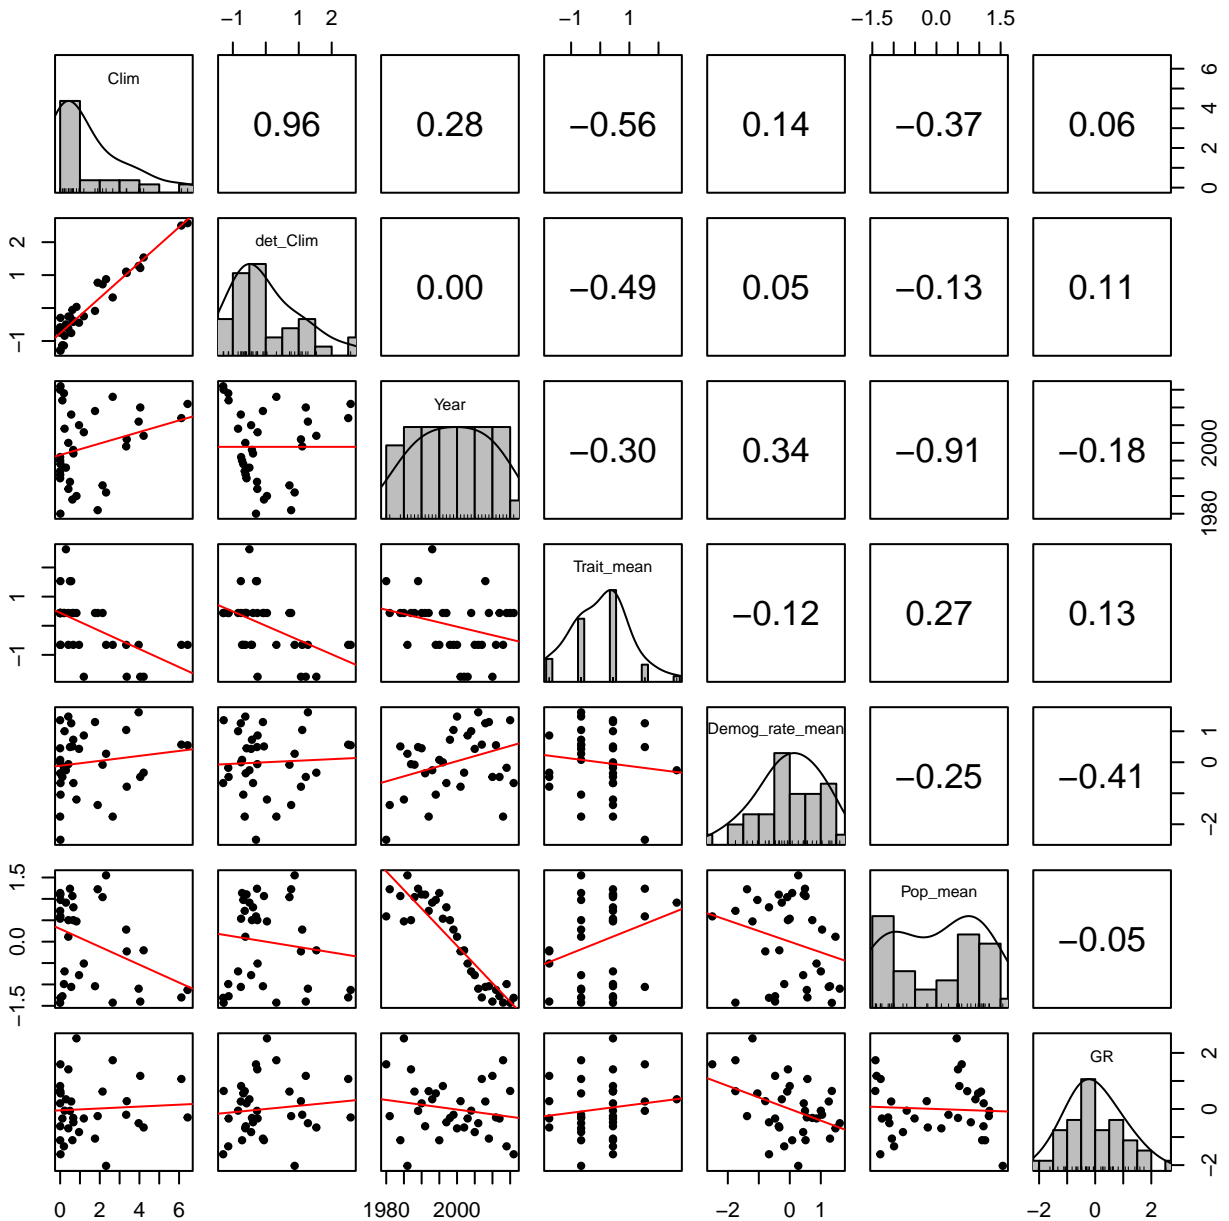 −1 1 2 −1 1 −1.5 0.0 1.5
Clim 0.96 0.28 −0.56 0.14 −0.37 0.06 0 2 4 6
−1 1 2 det_Clim 0.00 −0.49 0.05 −0.13 0.11
Year −0.30 0.34 −0.91 −0.18 1980 2000
−1 1 Trait_mean −0.12 0.27 0.13
Demog_rate_mean −0.25 −0.41 −2 0 1
−1.5 0.0 1.5 Pop_mean −0.05
GR −2 0 2
0 2 4 6 1980 2000 −2 0 1 −2 0 2